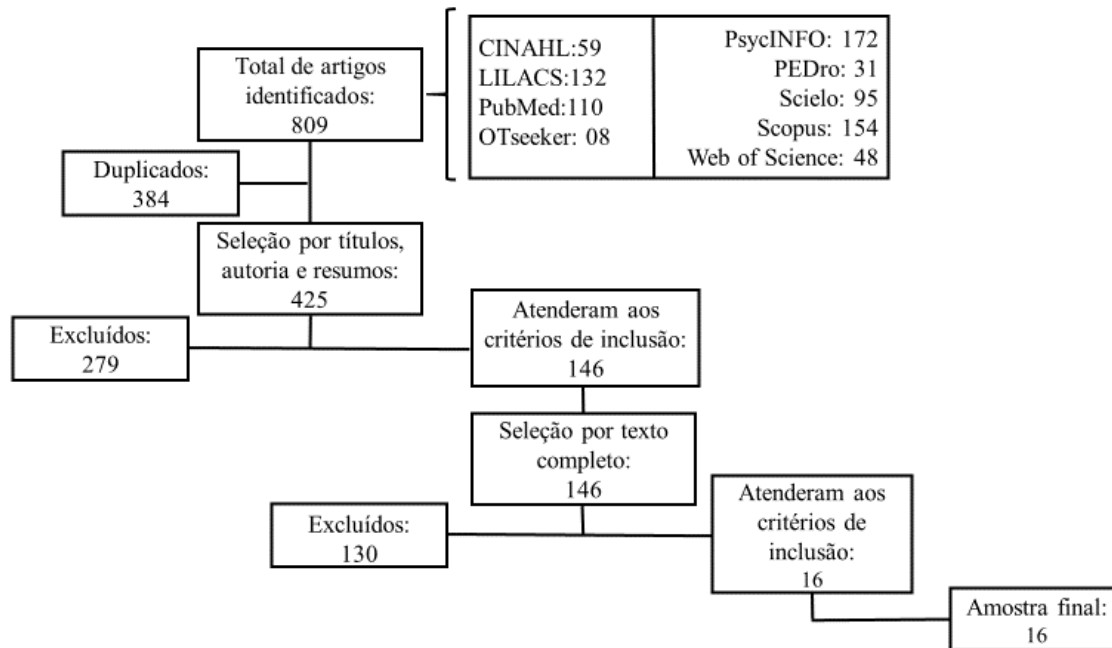 Total de artigos
identificados:
809
CINAHL:59
LILACS:132
PubMed:110
OTseeker: 08
PsycINFO: 172
PEDro: 31
Scielo: 95
Scopus: 154
Web of Science: 48
Duplicados:
384
Seleção por títulos,
autoria e resumos:
425
Excluídos:
279
Atenderam aos
critérios de inclusão:
146
Seleção por texto
completo:
146
Excluídos:
130
Atenderam aos
critérios de
inclusão:
16
Amostra final:
16